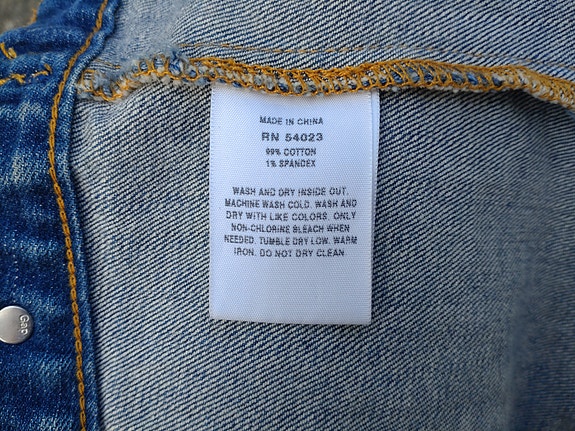 MADE IN CHINA
RN 54023
99% COTTON
1% SPANDEX
WASH AND DRY INSIDE OUT.
MACHINE WASH COLD. WASH AND
DRY WITH LIKE COLORS. ONLY
NON-CHLORINE BLEACH WHEN
NEEDED. TUMBLE DRY LOW. WARM
IRON. DO NOT DRY CLEAN
Gap